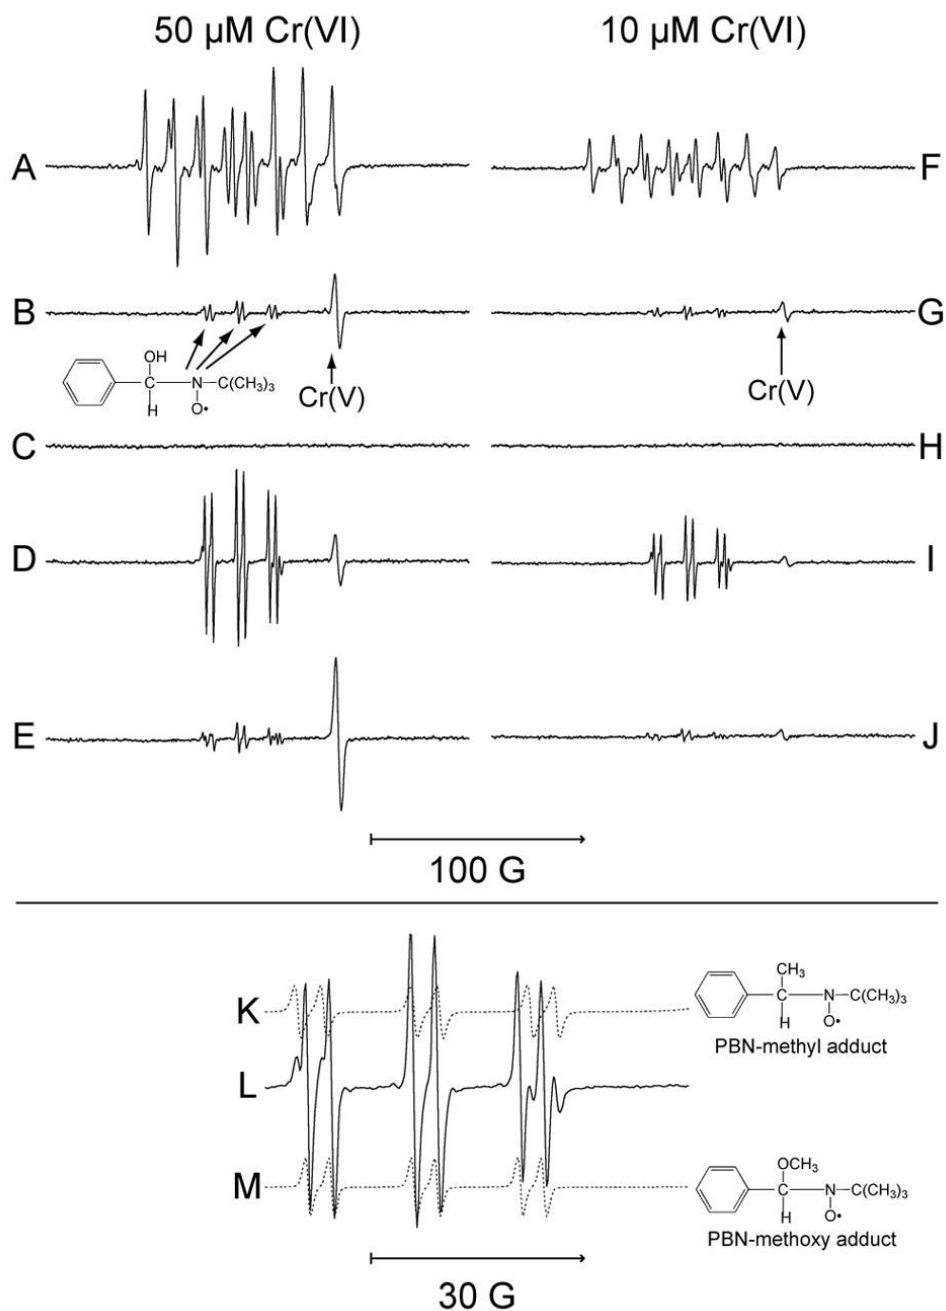 50 µM Cr(VI) 10 µM Cr(VI)
A F
B G
OH
C—N—C(CH₃)₃
H O•
Cr(V) Cr(V)
C H
D I
E J
100 G
CH₃
K C—N—C(CH₃)₃
H O•
PBN-methyl adduct
L
OCH₃
M C—N—C(CH₃)₃
H O•
PBN-methoxy adduct
30 G